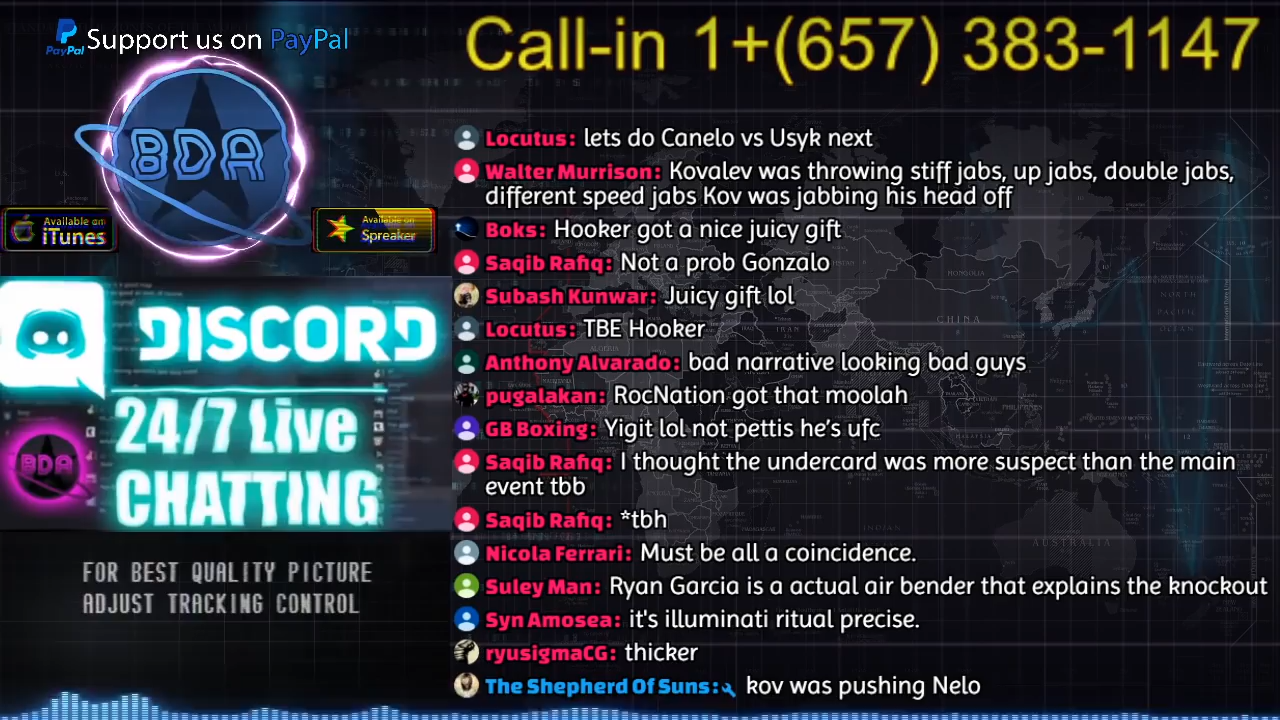 Support us on PayPal
PayPal
Call-in 1+(657) 383-1147
BDA
Available on
iTunes
Available on
Spreaker
DISCORD
24/7 Live
CHATTING
BDA
FOR BEST QUALITY PICTURE
ADJUST TRACKING CONTROL
Locutus: lets do Canelo vs Usyk next
Walter Murrison: Kovalev was throwing stiff jabs, up jabs, double jabs,
different speed jabs Kov was jabbing his head off
Boks: Hooker got a nice juicy gift
Saqib Rafiq: Not a prob Gonzalo
Subash Kunwar: Juicy gift lol
Locutus: TBE Hooker
Anthony Alvarado: bad narrative looking bad guys
pugalakan: RocNation got that moolah
GB Boxing: Yigit lol not pettis he's ufc
Saqib Rafiq: I thought the undercard was more suspect than the main
event tbb
Saqib Rafiq: *tbh
Nicola Ferrari: Must be all a coincidence.
Suley Man: Ryan Garcia is a actual air bender that explains the knockout
Syn Amosea: it's illuminati ritual precise.
ryusigmaCG: thicker
The Shepherd Of Suns: kov was pushing Nelo
MONGOLIA
CHINA
IRAN
INDIAN
AUSTRALIA
NORTH
PACIFIC
OCEAN